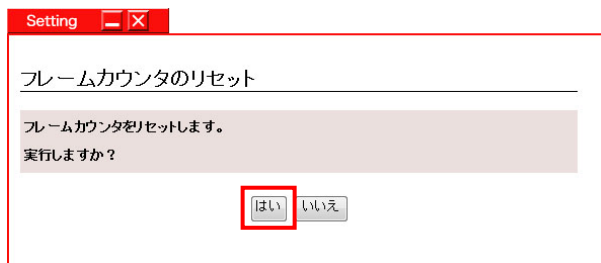 Setting
フレームカウンタのリセット
フレームカウンタをリセットします。
実行しますか？
はい いいえ